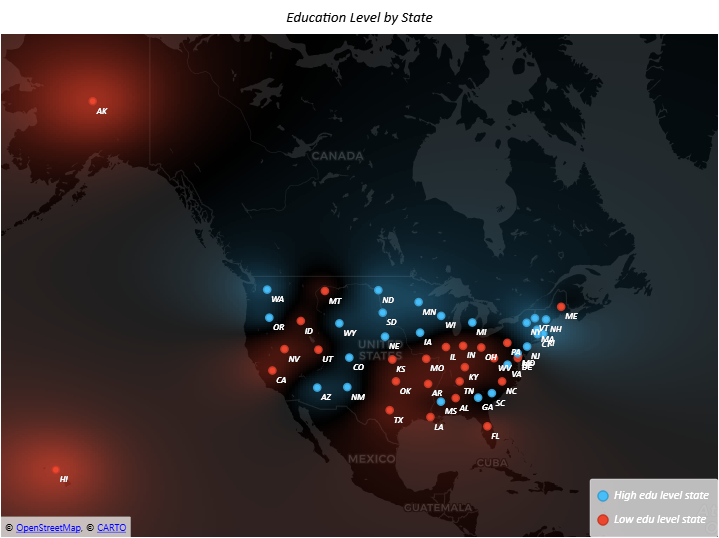 Education Level by State
AK
CANADA
WA
MT
ND
MN
ME
OR
ID
WY
SD
WI
MI
NY
VT
NH
MA
CT
RI
NV
UT
UNITED
STATES
NE
IA
IL
IN
OH
PA
NJ
CA
CO
KS
MO
KY
WV
VA
MD
DE
AZ
NM
OK
AR
TN
NC
TX
LA
MS
AL
GA
SC
FL
MEXICO
CUBA
HI
GUATEMALA
High edu level state
Low edu level state
© OpenStreetMap, © CARTO